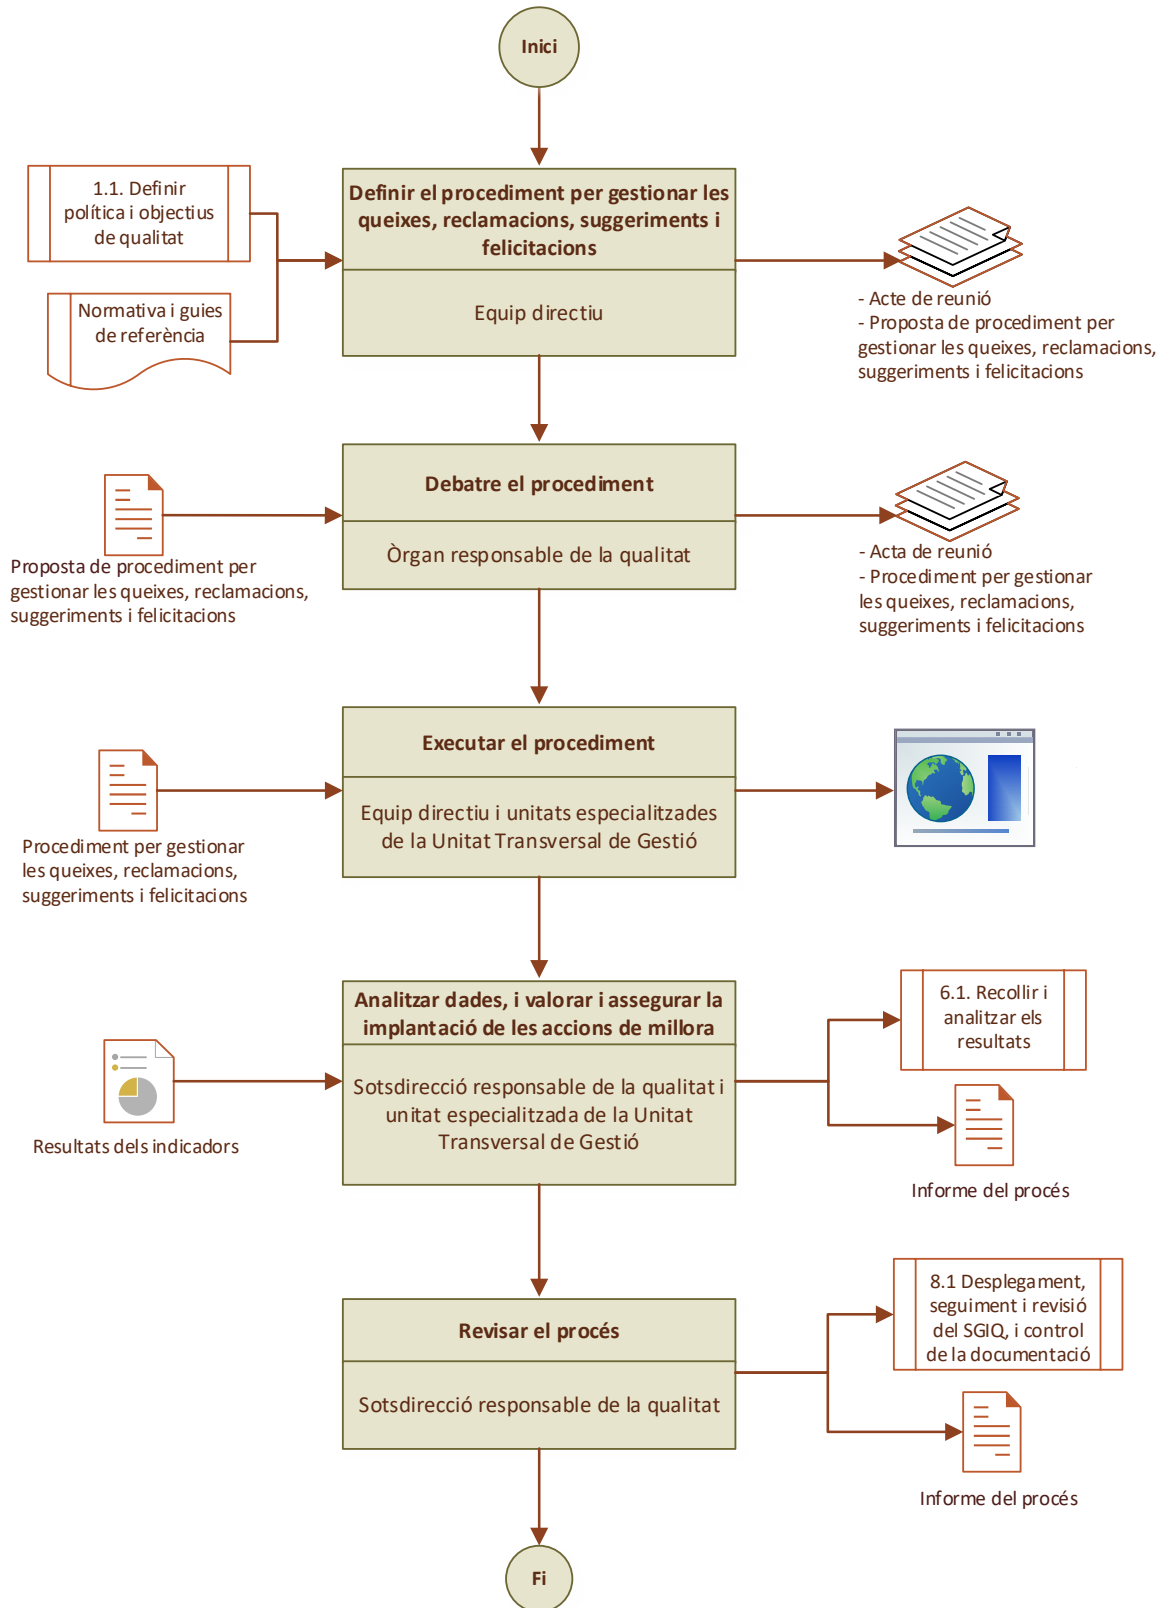 Inici
1.1. Definir
política i objectius
de qualitat
Normativa i guies
de referència
Definir el procediment per gestionar les
queixes, reclamacions, suggeriments i
felicitacions
Equip directiu
- Acte de reunió
- Proposta de procediment per
gestionar les queixes, reclamacions,
suggeriments i felicitacions
Proposta de procediment per
gestionar les queixes, reclamacions,
suggeriments i felicitacions
Debatre el procediment
Òrgan responsable de la qualitat
- Acta de reunió
- Procediment per gestionar
les queixes, reclamacions,
suggeriments i felicitacions
Procediment per gestionar
les queixes, reclamacions,
suggeriments i felicitacions
Executar el procediment
Equip directiu i unitats especialitzades
de la Unitat Transversal de Gestió
Resultats dels indicadors
Analitzar dades, i valorar i assegurar la
implantació de les accions de millora
Sotsdirecció responsable de la qualitat i
unitat especialitzada de la Unitat
Transversal de Gestió
6.1. Recollir i
analitzar els
resultats
Informe del procés
Revisar el procés
Sotsdirecció responsable de la qualitat
8.1 Desplegament,
seguiment i revisió
del SGIQ, i control
de la documentació
Informe del procés
Fi